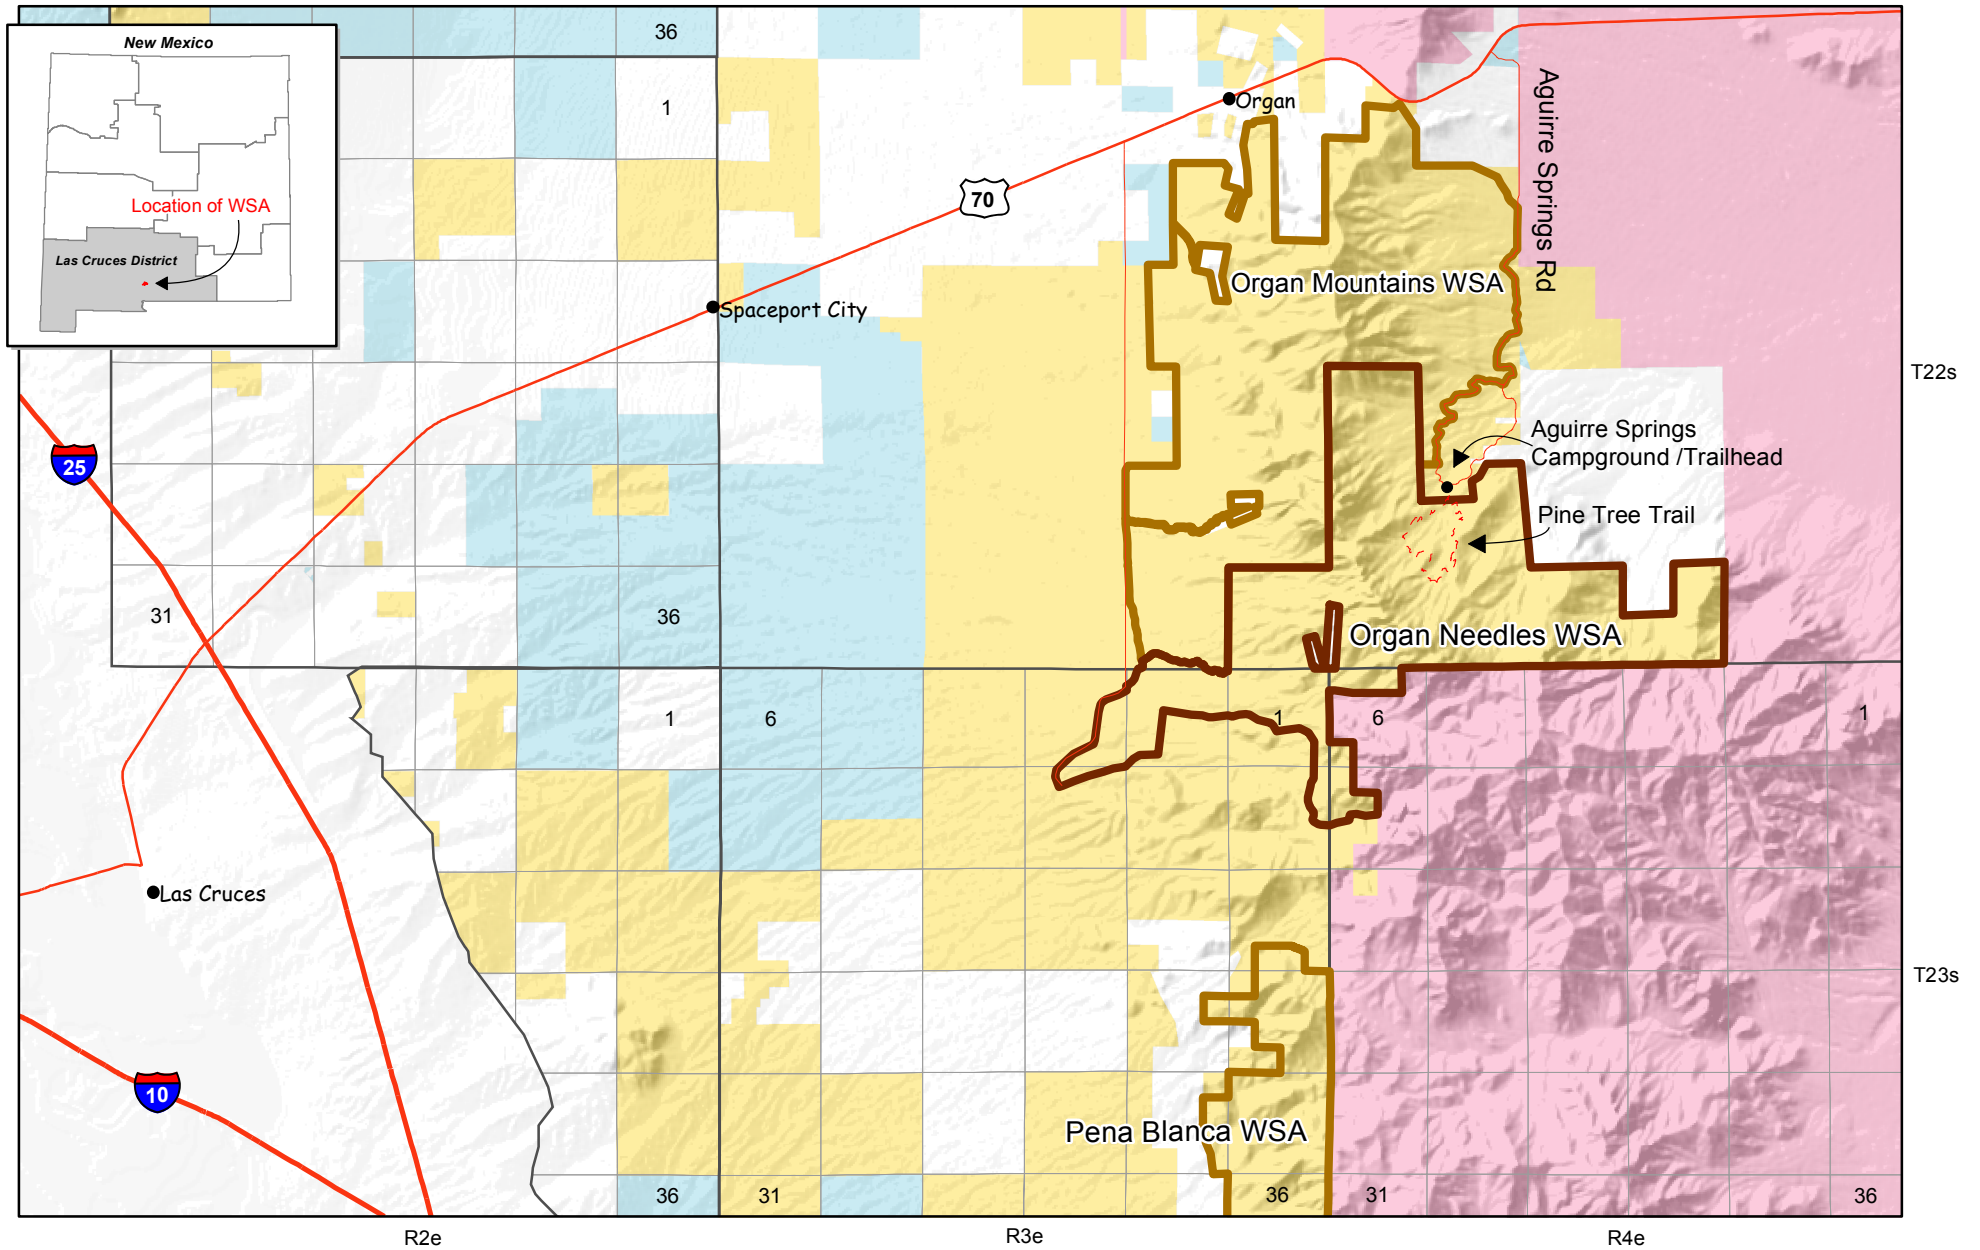 New Mexico
Location of WSA
Las Cruces District
36
1
Organ
Aguirre Springs Rd
70
Organ Mountains WSA
Spaceport City
T22s
Aguirre Springs
Campground /Trailhead
25
Pine Tree Trail
31
36
Organ Needles WSA
1
6
1
6
1
Las Cruces
T23s
10
Pena Blanca WSA
36
31
36
31
36
R2e
R3e
R4e